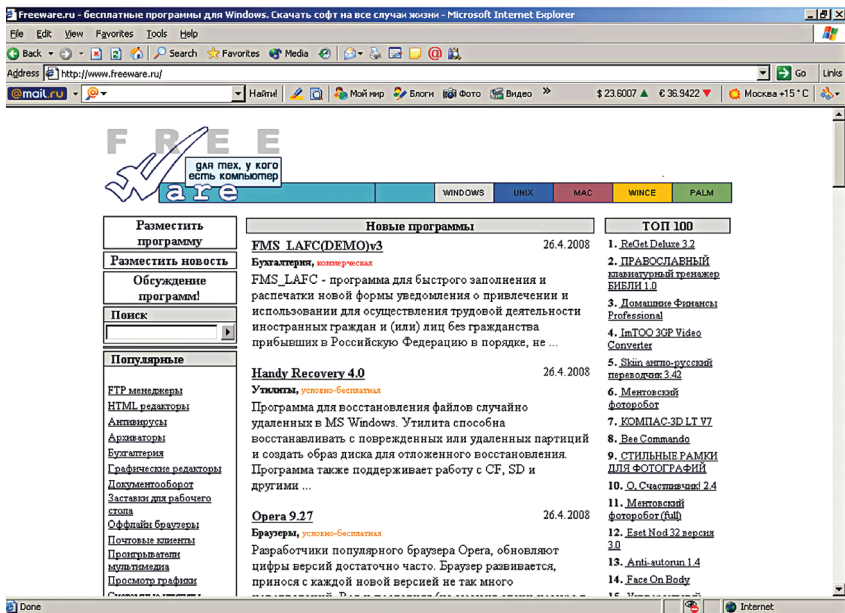 Freeware.ru - бесплатные программы для Windows. Скачать софт на все случаи жизни - Microsoft Internet Explorer
File Edit View Favorites Tools Help
Back Search Favorites Media
Address http://www.freeware.ru/ Go Links
@mail.ru Найти! Мой мир Блоги Фото Видео » $ 23.6007 ▲ € 36.9422 ▼ Москва +15 °C
FREE
для тех, у кого
есть компьютер
Ware
WINDOWS UNIX MAC WINCE PALM
Разместить
программу
Разместить новость
Обсуждение
программ!
Поиск
Популярные
FTP менеджеры
HTML редакторы
Антивирусы
Архиваторы
Бухгалтерия
Графические редакторы
Документооборот
Заставки для рабочего
стола
Оффлайн браузеры
Почтовые клиенты
Проигрыватели
мультимедиа
Просмотр графики
Новые программы
FMS_LAFC(DEMO)v3 26.4.2008
Бухгалтерия, коммерческая
FMS_LAFC - программа для быстрого заполнения и
распечатки новой формы уведомления о привлечении и
использовании для осуществления трудовой деятельности
иностранных граждан и (или) лиц без гражданства
прибывших в Российскую Федерацию в порядке, не ...
Handy Recovery 4.0 26.4.2008
Утилиты, условно-бесплатная
Программа для восстановления файлов случайно
удаленных в MS Windows. Утилита способна
восстанавливать с поврежденных или удаленных партиций
и создать образ диска для отложенного восстановления.
Программа также поддерживает работу с CF, SD и
другими ...
Opera 9.27 26.4.2008
Браузеры, условно-бесплатная
Разработчики популярного браузера Opera, обновляют
цифры версий достаточно часто. Браузер развивается,
принося с каждой новой версией не так много
ТОП 100
1. ReGet Deluxe 3.2
2. ПРАВОСЛАВНЫЙ
клавиатурный тренажер
БИБЛИИ 1.0
3. Домашние Финансы
Professional
4. ImTOO 3GP Video
Converter
5. Skiin англо-русский
переводчик 3.42
6. Ментовский
фоторобот
7. КОМПАС-3D LT V7
8. Bee Commando
9. СТИЛЬНЫЕ РАМКИ
ДЛЯ ФОТОГРАФИЙ
10. О, Счастливчик! 2.4
11. Ментовский
фоторобот (full)
12. Eset Nod 32 версия
3.0
13. Anti-autorun 1.4
14. Face On Body
Done Internet